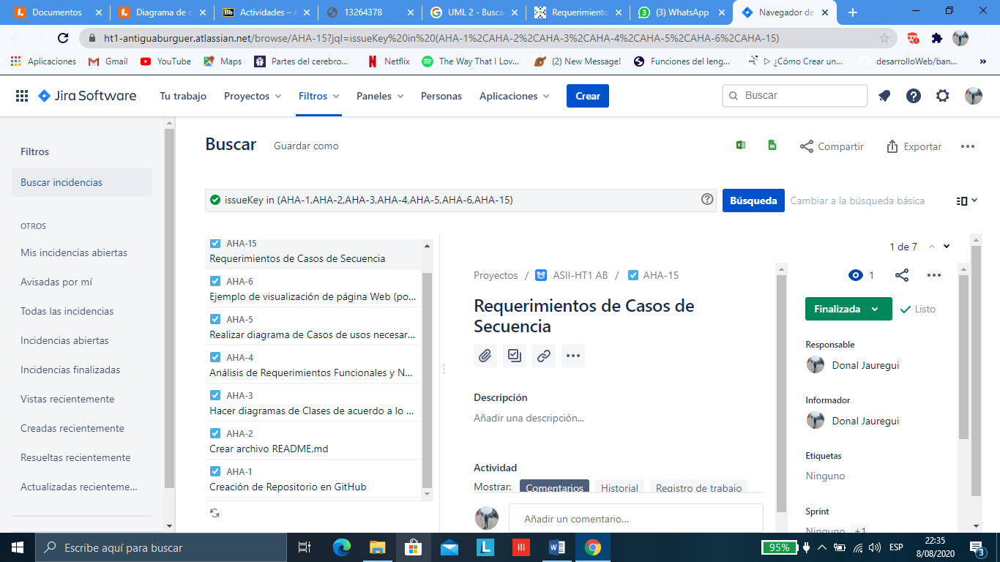 Documentos
Diagrama de c
Bb Actividades – A
13264378
UML 2 - Busca
Requerimiento
(3) WhatsApp
Navegador de
ht1-antiguaburguer.atlassian.net/browse/AHA-15?jql=issueKey%20in%20(AHA-1%2CAHA-2%2CAHA-3%2CAHA-4%2CAHA-5%2CAHA-6%2CAHA-15)
Aplicaciones
Gmail
YouTube
Maps
Partes del cerebro...
Netflix
The Way That I Lov...
(2) New Message!
Funciones del leng...
¿Cómo Crear un...
desarrolloWeb/ban...
Jira Software
Tu trabajo
Proyectos
Filtros
Paneles
Personas
Aplicaciones
Crear
Buscar
Filtros
Buscar incidencias
OTROS
Mis incidencias abiertas
Avisadas por mí
Todas las incidencias
Incidencias abiertas
Incidencias finalizadas
Vistas recientemente
Creadas recientemente
Resueltas recientemente
Actualizadas recienteme...
Buscar
Guardar como
Compartir
Exportar
issueKey in (AHA-1,AHA-2,AHA-3,AHA-4,AHA-5,AHA-6,AHA-15)
Búsqueda
Cambiar a la búsqueda básica
AHA-15
Requerimientos de Casos de Secuencia
AHA-6
Ejemplo de visualización de página Web (po...
AHA-5
Realizar diagrama de Casos de usos necesar...
AHA-4
Análisis de Requerimientos Funcionales y N...
AHA-3
Hacer diagramas de Clases de acuerdo a lo ...
AHA-2
Crear archivo README.md
AHA-1
Creación de Repositorio en GitHub
1 de 7
Proyectos / ASII-HT1 AB / AHA-15
Requerimientos de Casos de
Secuencia
Descripción
Añadir una descripción...
Actividad
Mostrar: Comentarios Historial Registro de trabajo
Añadir un comentario...
1
Finalizada
Listo
Responsable
Donal Jauregui
Informador
Donal Jauregui
Etiquetas
Ninguno
Sprint
Ninguno +1
Escribe aquí para buscar
95%
ESP
22:35
8/08/2020
3